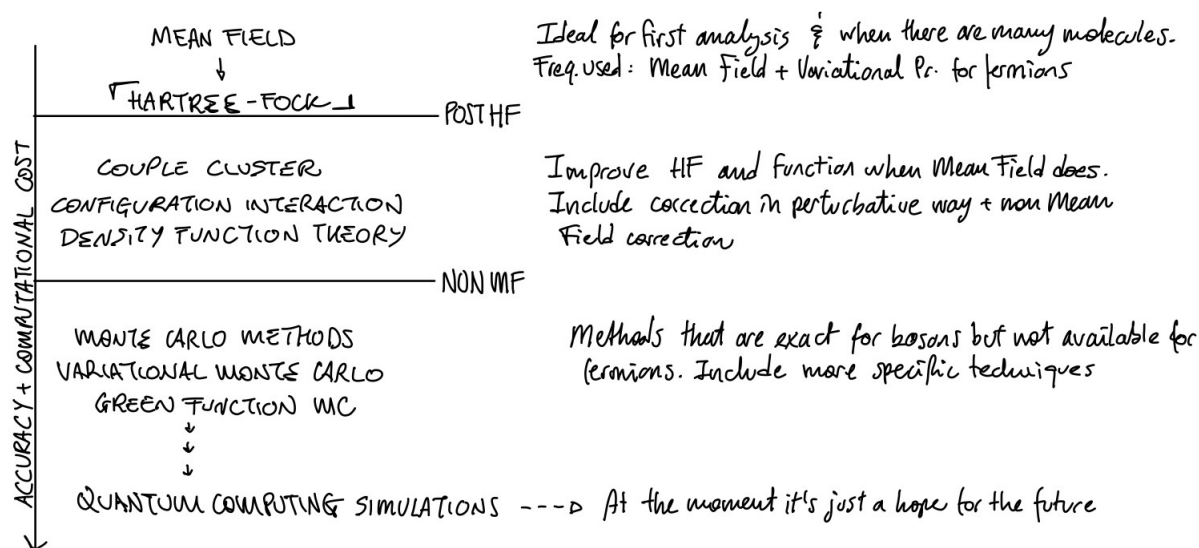 MEAN FIELD
↓
HARTREE-FOCK
POST HF
Ideal for first analysis & when there are many molecules.
Freq. used: Mean Field + Variational Pr. for fermions
COUPLE CLUSTER
CONFIGURATION INTERACTION
DENSITY FUNCTION THEORY
NON MF
Improve HF and function when Mean Field does.
Include correction in perturbative way + non Mean
Field correction
MONTE CARLO METHODS
VARIATIONAL MONTE CARLO
GREEN FUNCTION MC
Methods that are exact for bosons but not available for
fermions. Include more specific techniques
↓
↓
↓
QUANTUM COMPUTING SIMULATIONS ---▷ At the moment it's just a hope for the future
ACCURACY + COMPUTATIONAL COST